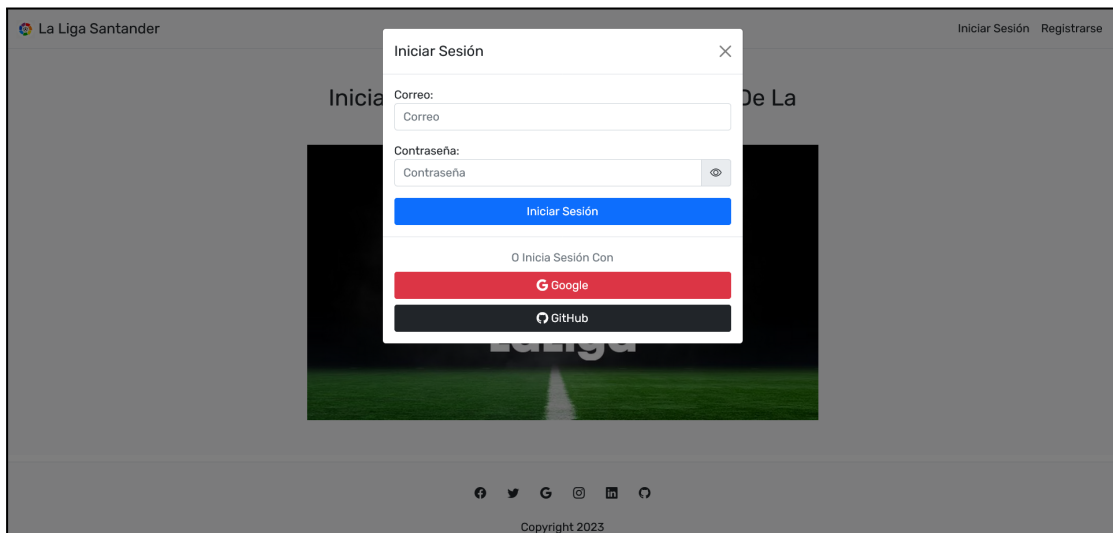 La Liga Santander
Iniciar Sesión Registrarse
Iniciar Sesión
De La
Correo:
Correo
Contraseña:
Contraseña
Iniciar Sesión
O Inicia Sesión Con
Google
GitHub
LaLiga
Copyright 2023